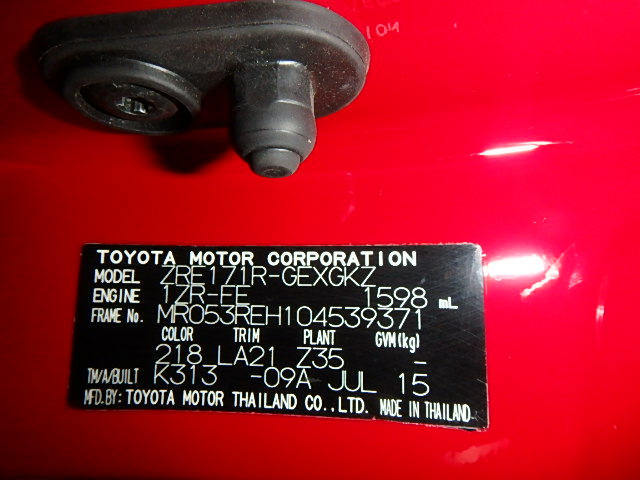 TOYOTA MOTOR CORPORATION
MODEL ZRE171R-GEXGKZ
ENGINE 1ZR-FE 1598 mL
FRAME No. MR053REH104539371
COLOR TRIM PLANT GVM(kg)
218 LA21 Z35 -
TM/A/BUILT K313 -09A JUL 15
MFD.BY: TOYOTA MOTOR THAILAND CO.,LTD. MADE IN THAILAND